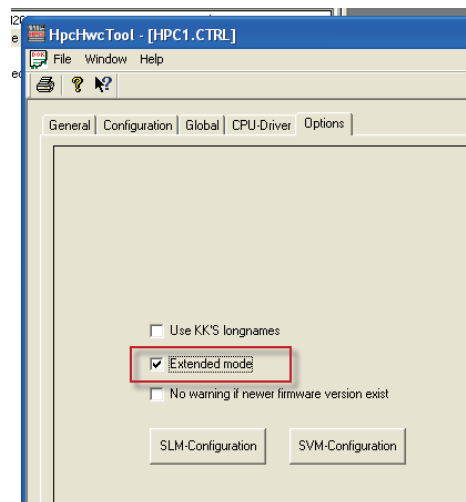 HpcHwcTool - [HPC1.CTRL]
File Window Help
General Configuration Global CPU-Driver Options
Use KK'S longnames
Extended mode
No warning if newer firmware version exist
SLM-Configuration SVM-Configuration